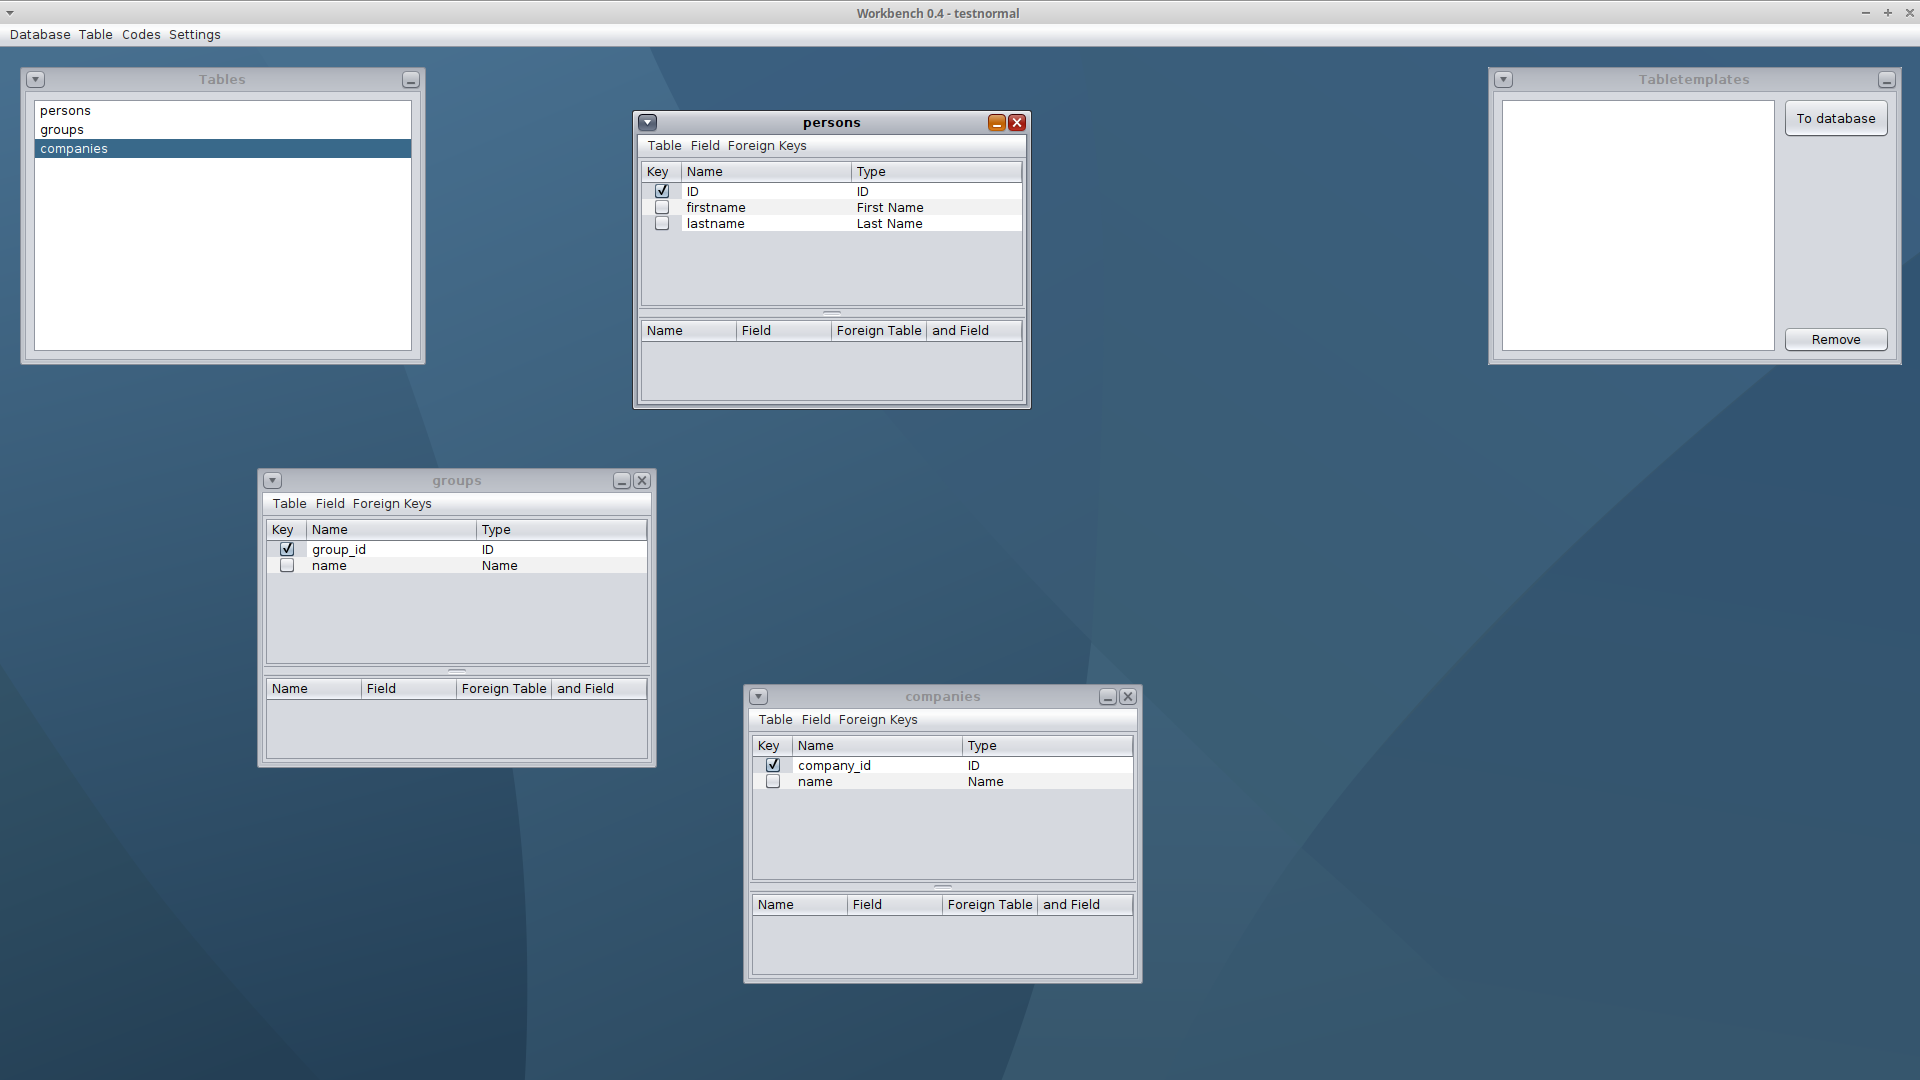 Workbench 0.4 - testnormal
Database Table Codes Settings
Tables
persons
groups
companies
persons
Table Field Foreign Keys
Key Name Type
ID ID
firstname First Name
lastname Last Name
Name Field Foreign Table and Field
Tabletemplates
To database
Remove
groups
Table Field Foreign Keys
Key Name Type
group_id ID
name Name
Name Field Foreign Table and Field
companies
Table Field Foreign Keys
Key Name Type
company_id ID
name Name
Name Field Foreign Table and Field